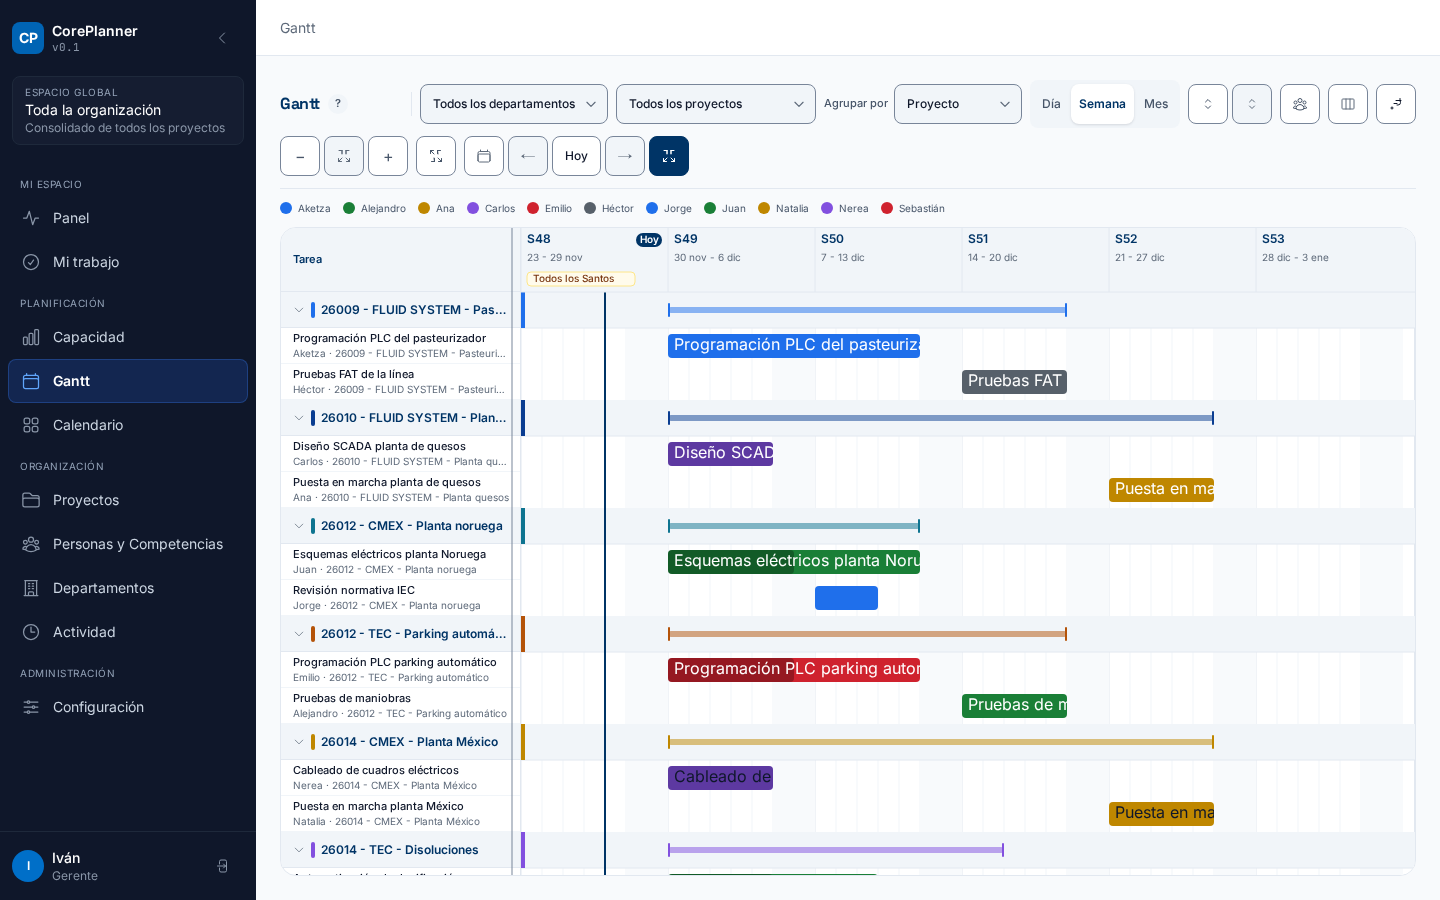 CP
CorePlanner
v0.1
ESPACIO GLOBAL
Toda la organización
Consolidado de todos los proyectos
MI ESPACIO
Panel
Mi trabajo
PLANIFICACIÓN
Capacidad
Gantt
Calendario
ORGANIZACIÓN
Proyectos
Personas y Competencias
Departamentos
Actividad
ADMINISTRACIÓN
Configuración
I
Iván
Gerente
Gantt
Gantt ?
Todos los departamentos
Todos los proyectos
Agrupar por
Proyecto
Día Semana Mes
− + ← Hoy →
Aketza Alejandro Ana Carlos Emilio Héctor Jorge Juan Natalia Nerea Sebastián
Tarea
S48 Hoy S49 S50 S51 S52 S53
23 - 29 nov 30 nov - 6 dic 7 - 13 dic 14 - 20 dic 21 - 27 dic 28 dic - 3 ene
Todos los Santos
26009 - FLUID SYSTEM - Pas...
Programación PLC del pasteurizador
Aketza · 26009 - FLUID SYSTEM - Pasteuri...
Programación PLC del pasteuriza
Pruebas FAT de la línea
Héctor · 26009 - FLUID SYSTEM - Pasteuri...
Pruebas FAT
26010 - FLUID SYSTEM - Plan...
Diseño SCADA planta de quesos
Carlos · 26010 - FLUID SYSTEM - Planta qu...
Diseño SCAD
Puesta en marcha planta de quesos
Ana · 26010 - FLUID SYSTEM - Planta quesos
Puesta en ma
26012 - CMEX - Planta noruega
Esquemas eléctricos planta Noruega
Juan · 26012 - CMEX - Planta noruega
Esquemas eléctricos planta Noru
Revisión normativa IEC
Jorge · 26012 - CMEX - Planta noruega
26012 - TEC - Parking automá...
Programación PLC parking automático
Emilio · 26012 - TEC - Parking automático
Programación PLC parking autor
Pruebas de maniobras
Alejandro · 26012 - TEC - Parking automático
Pruebas de m
26014 - CMEX - Planta México
Cableado de cuadros eléctricos
Nerea · 26014 - CMEX - Planta México
Cableado de
Puesta en marcha planta México
Natalia · 26014 - CMEX - Planta México
Puesta en ma
26014 - TEC - Disoluciones